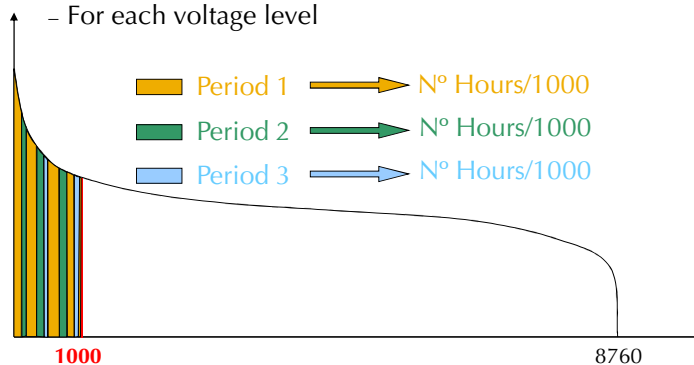 – For each voltage level
Period 1 Nº Hours/1000
Period 2 Nº Hours/1000
Period 3 Nº Hours/1000
1000 8760